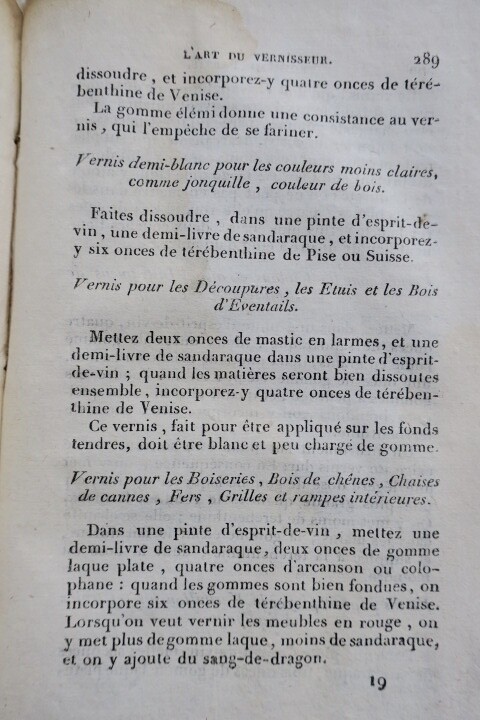 L'ART DU VERNISSEUR. 289
dissoudre, et incorporez-y quatre onces de téré-
benthine de Venise.
La gomme élémi donne une consistance au ver-
nis, qui l'empêche de se fariner.
Vernis demi-blanc pour les couleurs moins claires,
comme jonquille, couleur de bois.
Faites dissoudre, dans une pinte d'esprit-de-
vin, une demi-livre de sandaraque, et incorporez-
y six onces de térébenthine de Pise ou Suisse.
Vernis pour les Découpures, les Etuis et les Bois
d'Eventails.
Mettez deux onces de mastic en larmes, et une
demi-livre de sandaraque dans une pinte d'esprit-
de-vin; quand les matières seront bien dissoutes
ensemble, incorporez-y quatre onces de térében-
thine de Venise.
Ce vernis, fait pour être appliqué sur les fonds
tendres, doit être blanc et peu chargé de gomme.
Vernis pour les Boiseries, Bois de chênes, Chaises
de cannes, Fers, Grilles et rampes intérieures.
Dans une pinte d'esprit-de-vin, mettez une
demi-livre de sandaraque, deux onces de gomme
laque plate, quatre onces d'arcanson ou colo-
phane: quand les gommes sont bien fondues, on
incorpore six onces de térébenthine de Venise.
Lorsqu'on veut vernir les meubles en rouge, on
y met plus de gomme laque, moins de sandaraque,
et on y ajoute du sang-de-dragon.
19